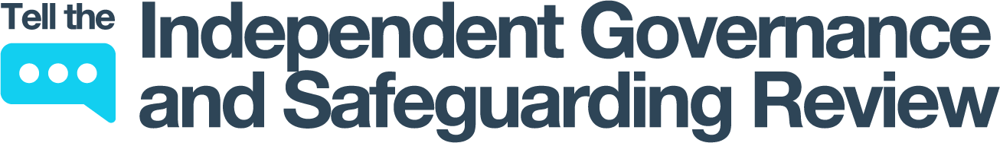 Tell the
Independent Governance
and Safeguarding Review